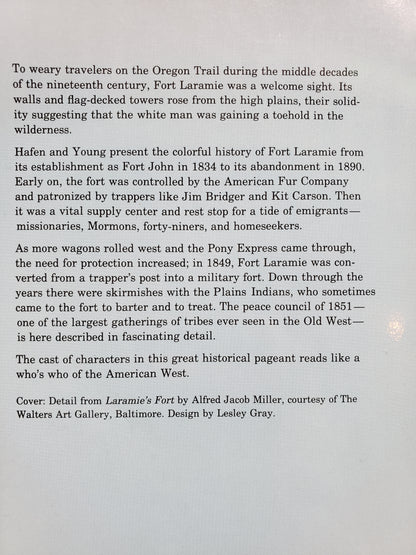 To weary travelers on the Oregon Trail during the middle decades
of the nineteenth century, Fort Laramie was a welcome sight. Its
walls and flag-decked towers rose from the high plains, their solid-
ity suggesting that the white man was gaining a toehold in the
wilderness.
Hafen and Young present the colorful history of Fort Laramie from
its establishment as Fort John in 1834 to its abandonment in 1890.
Early on, the fort was controlled by the American Fur Company
and patronized by trappers like Jim Bridger and Kit Carson. Then
it was a vital supply center and rest stop for a tide of emigrants—
missionaries, Mormons, forty-niners, and homeseekers.
As more wagons rolled west and the Pony Express came through,
the need for protection increased; in 1849, Fort Laramie was con-
verted from a trapper's post into a military fort. Down through the
years there were skirmishes with the Plains Indians, who sometimes
came to the fort to barter and to treat. The peace council of 1851—
one of the largest gatherings of tribes ever seen in the Old West—
is here described in fascinating detail.
The cast of characters in this great historical pageant reads like a
who's who of the American West.
Cover: Detail from Laramie's Fort by Alfred Jacob Miller, courtesy of The
Walters Art Gallery, Baltimore. Design by Lesley Gray.